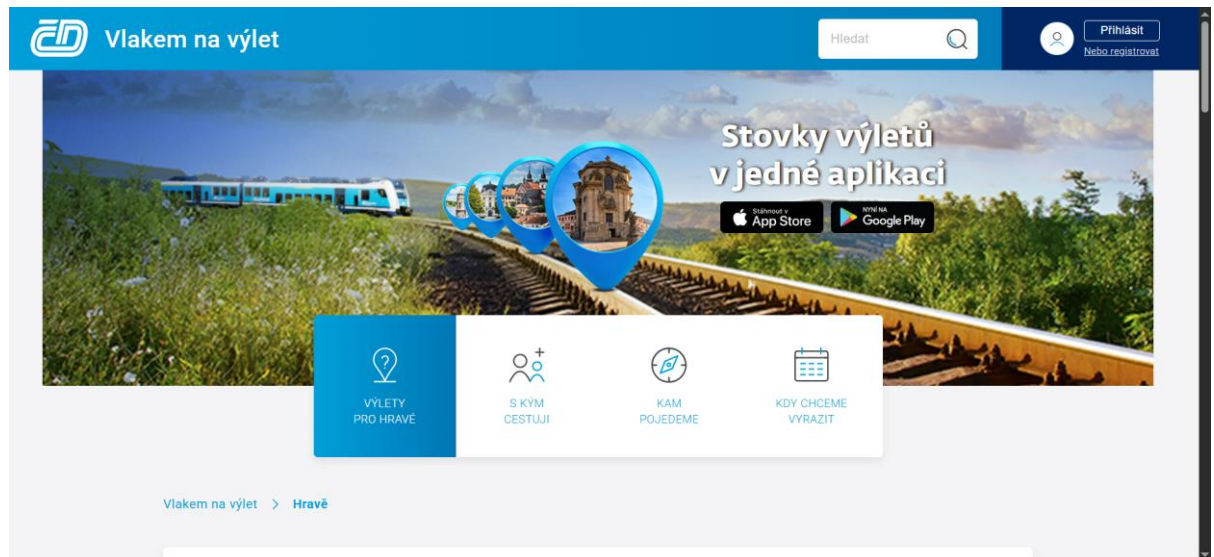 ČD Vlakem na výlet
Hledat
Přihlásit
Nebo registrovat
Stovky výletů
v jedné aplikaci
Stáhnout v
App Store
NYNÍ NA
Google Play
VÝLETY
PRO HRAVÉ
S KÝM
CESTUJI
KAM
POJEDEME
KDY CHCEME
VYRAZIT
Vlakem na výlet > Hravě